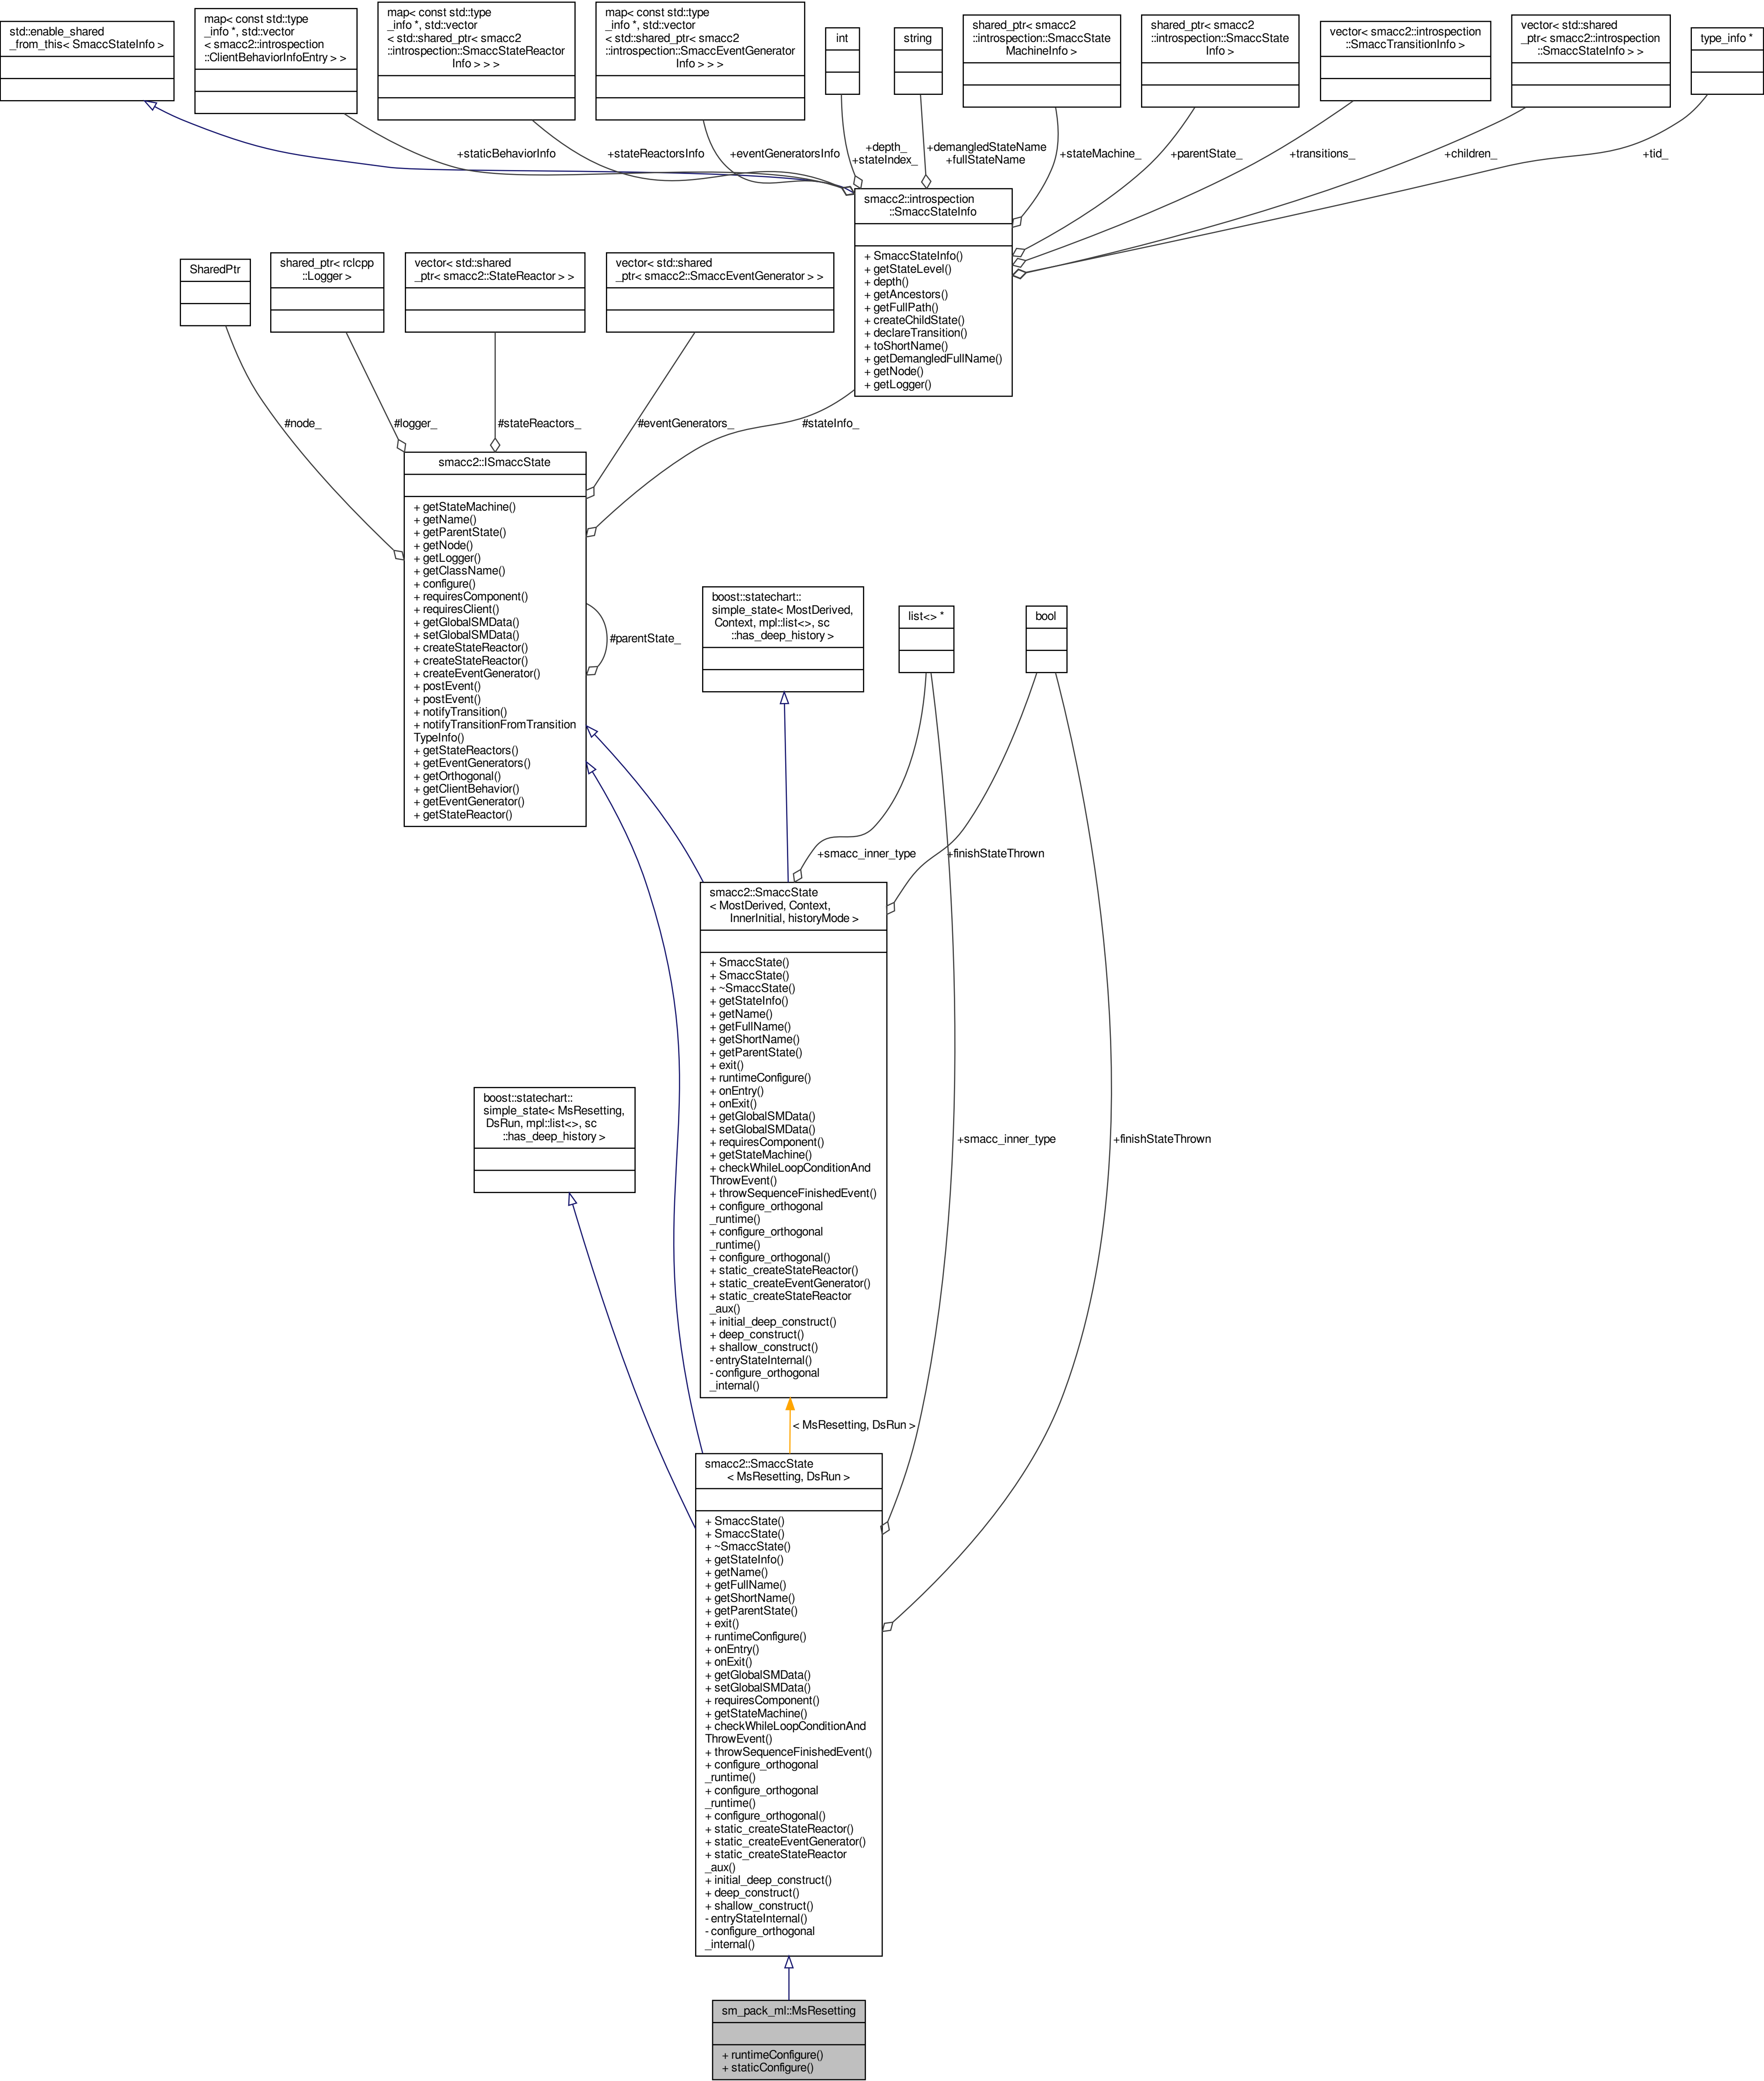 std::enable_shared
_from_this< SmaccStateInfo >
map< const std::type
_info *, std::vector
< smacc2::introspection
::ClientBehaviorInfoEntry > >
map< const std::type
_info *, std::vector
< std::shared_ptr< smacc2
::introspection::SmaccStateReactor
Info > > >
map< const std::type
_info *, std::vector
< std::shared_ptr< smacc2
::introspection::SmaccEventGenerator
Info > > >
int
string
shared_ptr< smacc2
::introspection::SmaccState
MachineInfo >
shared_ptr< smacc2
::introspection::SmaccState
Info >
vector< smacc2::introspection
::SmaccTransitionInfo >
vector< std::shared
_ptr< smacc2::introspection
::SmaccStateInfo > >
type_info *
+staticBehaviorInfo
+stateReactorsInfo
+eventGeneratorsInfo
+depth_
+stateIndex_
+demangledStateName
+fullStateName
+stateMachine_
+parentState_
+transitions_
+children_
+tid_
smacc2::introspection
::SmaccStateInfo
+ SmaccStateInfo()
+ getStateLevel()
+ depth()
+ getAncestors()
+ getFullPath()
+ createChildState()
+ declareTransition()
+ toShortName()
+ getDemangledFullName()
+ getNode()
+ getLogger()
SharedPtr
shared_ptr< rclcpp
::Logger >
vector< std::shared
_ptr< smacc2::StateReactor > >
vector< std::shared
_ptr< smacc2::SmaccEventGenerator > >
#node_
#logger_
#stateReactors_
#eventGenerators_
#stateInfo_
smacc2::ISmaccState
+ getStateMachine()
+ getName()
+ getParentState()
+ getNode()
+ getLogger()
+ getClassName()
+ configure()
+ requiresComponent()
+ requiresClient()
+ getGlobalSMData()
+ setGlobalSMData()
+ createStateReactor()
+ createStateReactor()
+ createEventGenerator()
+ postEvent()
+ postEvent()
+ notifyTransition()
+ notifyTransitionFromTransition
TypeInfo()
+ getStateReactors()
+ getEventGenerators()
+ getOrthogonal()
+ getClientBehavior()
+ getEventGenerator()
+ getStateReactor()
#parentState_
boost::statechart::
simple_state< MostDerived,
Context, mpl::list<>, sc
::has_deep_history >
list<> *
bool
+smacc_inner_type
+finishStateThrown
smacc2::SmaccState
< MostDerived, Context,
InnerInitial, historyMode >
+ SmaccState()
+ SmaccState()
+ ~SmaccState()
+ getStateInfo()
+ getName()
+ getFullName()
+ getShortName()
+ getParentState()
+ exit()
+ runtimeConfigure()
+ onEntry()
+ onExit()
+ getGlobalSMData()
+ setGlobalSMData()
+ requiresComponent()
+ getStateMachine()
+ checkWhileLoopConditionAnd
ThrowEvent()
+ throwSequenceFinishedEvent()
+ configure_orthogonal
_runtime()
+ configure_orthogonal
_runtime()
+ configure_orthogonal()
+ static_createStateReactor()
+ static_createEventGenerator()
+ static_createStateReactor
_aux()
+ initial_deep_construct()
+ deep_construct()
+ shallow_construct()
- entryStateInternal()
- configure_orthogonal
_internal()
boost::statechart::
simple_state< MsResetting,
DsRun, mpl::list<>, sc
::has_deep_history >
+smacc_inner_type
+finishStateThrown
< MsResetting, DsRun >
smacc2::SmaccState
< MsResetting, DsRun >
+ SmaccState()
+ SmaccState()
+ ~SmaccState()
+ getStateInfo()
+ getName()
+ getFullName()
+ getShortName()
+ getParentState()
+ exit()
+ runtimeConfigure()
+ onEntry()
+ onExit()
+ getGlobalSMData()
+ setGlobalSMData()
+ requiresComponent()
+ getStateMachine()
+ checkWhileLoopConditionAnd
ThrowEvent()
+ throwSequenceFinishedEvent()
+ configure_orthogonal
_runtime()
+ configure_orthogonal
_runtime()
+ configure_orthogonal()
+ static_createStateReactor()
+ static_createEventGenerator()
+ static_createStateReactor
_aux()
+ initial_deep_construct()
+ deep_construct()
+ shallow_construct()
- entryStateInternal()
- configure_orthogonal
_internal()
sm_pack_ml::MsResetting
+ runtimeConfigure()
+ staticConfigure()